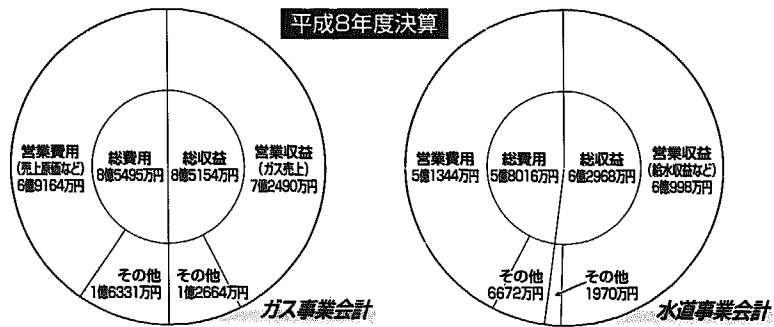 平成8年度決算
営業費用
(売上原価など)
6億9164万円
総費用
8億5495万円
総収益
8億5154万円
営業収益
(ガス売上)
7億2490万円
その他
1億6331万円
その他
1億2664万円
ガス事業会計
営業費用
5億1344万円
総費用
5億8016万円
総収益
6億2968万円
営業収益
(給水収益など)
6億998万円
その他
6672万円
その他
1970万円
水道事業会計